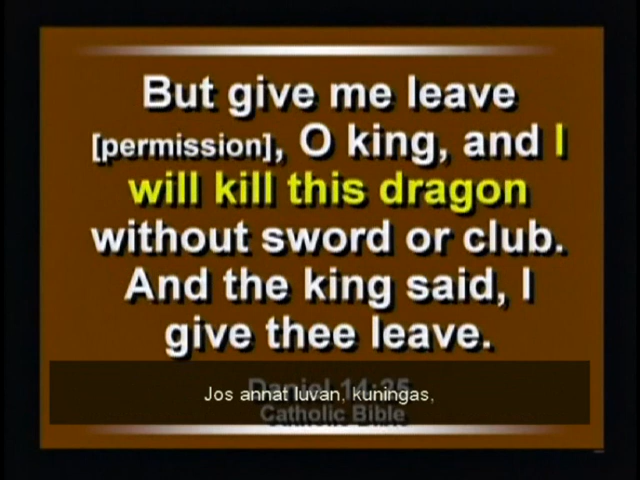 But give me leave
[permission], O king, and I
will kill this dragon
without sword or club.
And the king said, I
give thee leave.
Daniel 14:25
Jos annat luvan, kuningas,
Catholic Bible